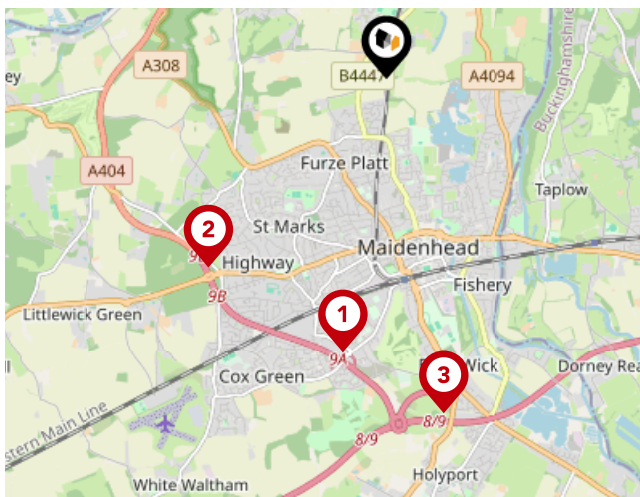 A308
B4447
A4094
Buckinghamshire
ey
Furze Platt
A404
Taplow
2
St Marks
Maidenhead
Highway
9B
Fishery
Littlewick Green
1
9A
3
Wick
Dorney Rea
Cox Green
8/9
8/9
stern Main Line
Holyport
White Waltham